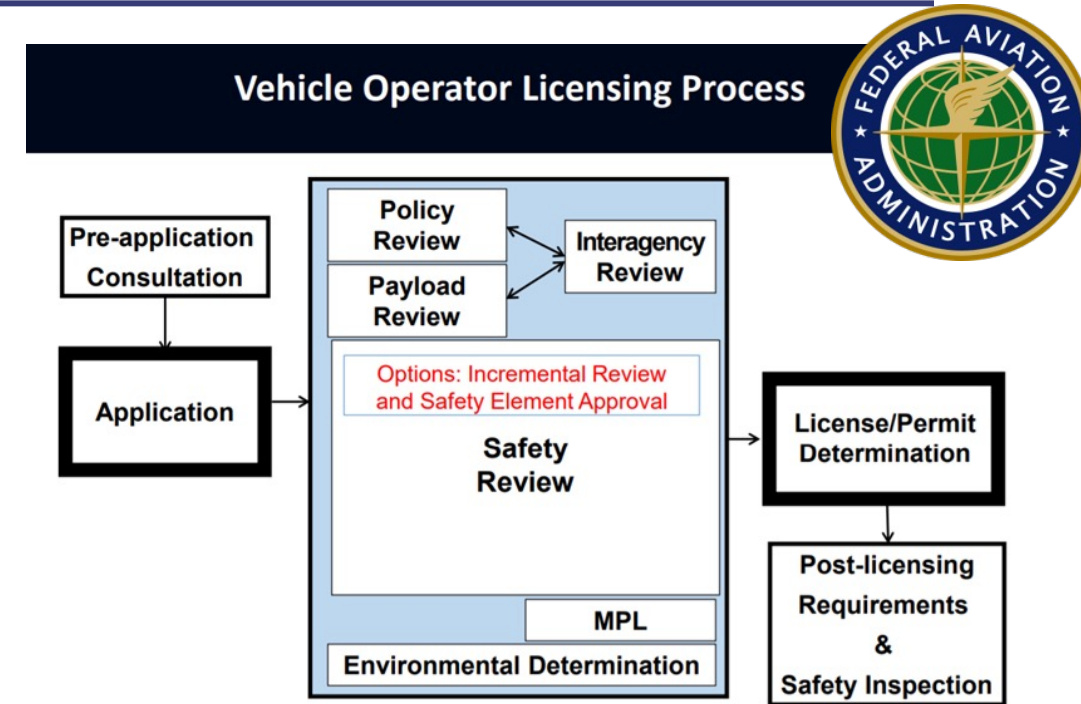 Vehicle Operator Licensing Process
FEDERAL AVIATION
ADMINISTRATION
Pre-application
Consultation
Application
Policy
Review
Payload
Review
Interagency
Review
Options: Incremental Review
and Safety Element Approval
Safety
Review
MPL
Environmental Determination
License/Permit
Determination
Post-licensing
Requirements
&
Safety Inspection